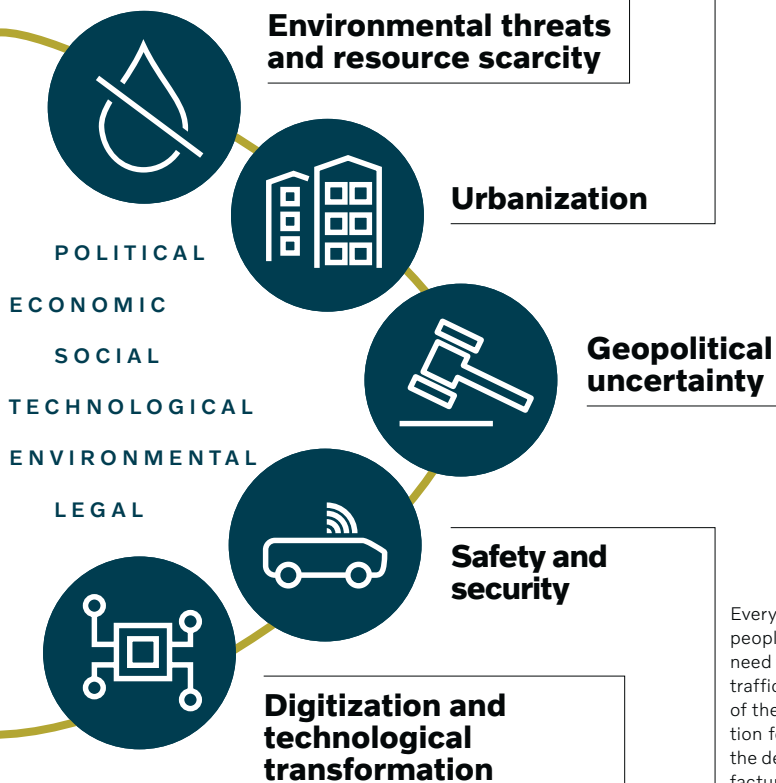 Environmental threats
and resource scarcity
Urbanization
POLITICAL
ECONOMIC
SOCIAL
TECHNOLOGICAL
ENVIRONMENTAL
LEGAL
Geopolitical
uncertainty
Safety and
security
Digitization and
technological
transformation
Every
peopl
need
traffic
of the
tion fo
the de
factu